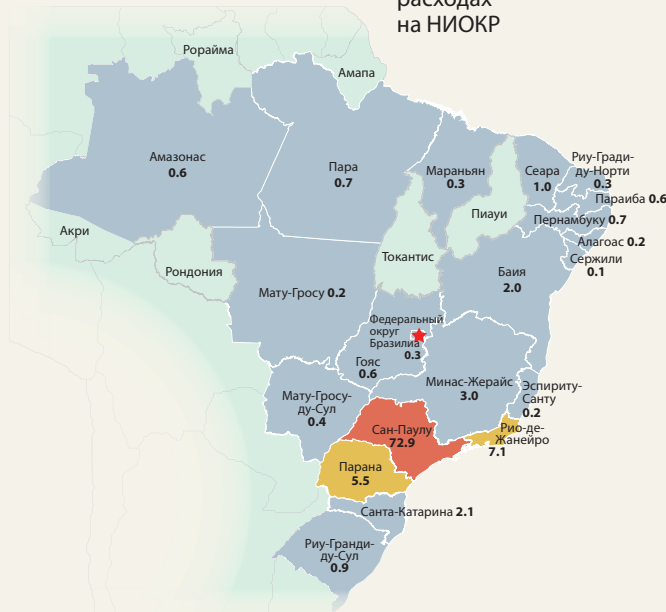 расходах
на НИОКР
Рорайма
Амапа
Амазонас
0.6
Пара
0.7
Мараньян
0.3
Сеара
1.0
Риу-Гради-
ду-Норти
0.3
Параиба 0.6
Пиауи
Пернамбуку 0.7
Алагоас 0.2
Сержили
0.1
Акри
Рондония
Токантис
Баия
2.0
Мату-Гросу 0.2
Федеральный
округ
Бразилиа
0.3
Гояс
0.6
Минас-Жерайс
3.0
Эспириту-
Санту
0.2
Мату-Гросу-
ду-Сул
0.4
Сан-Паулу
72.9
Рио-де-
Жанейро
7.1
Парана
5.5
Санта-Катарина 2.1
Риу-Гранди-
ду-Сул
0.9